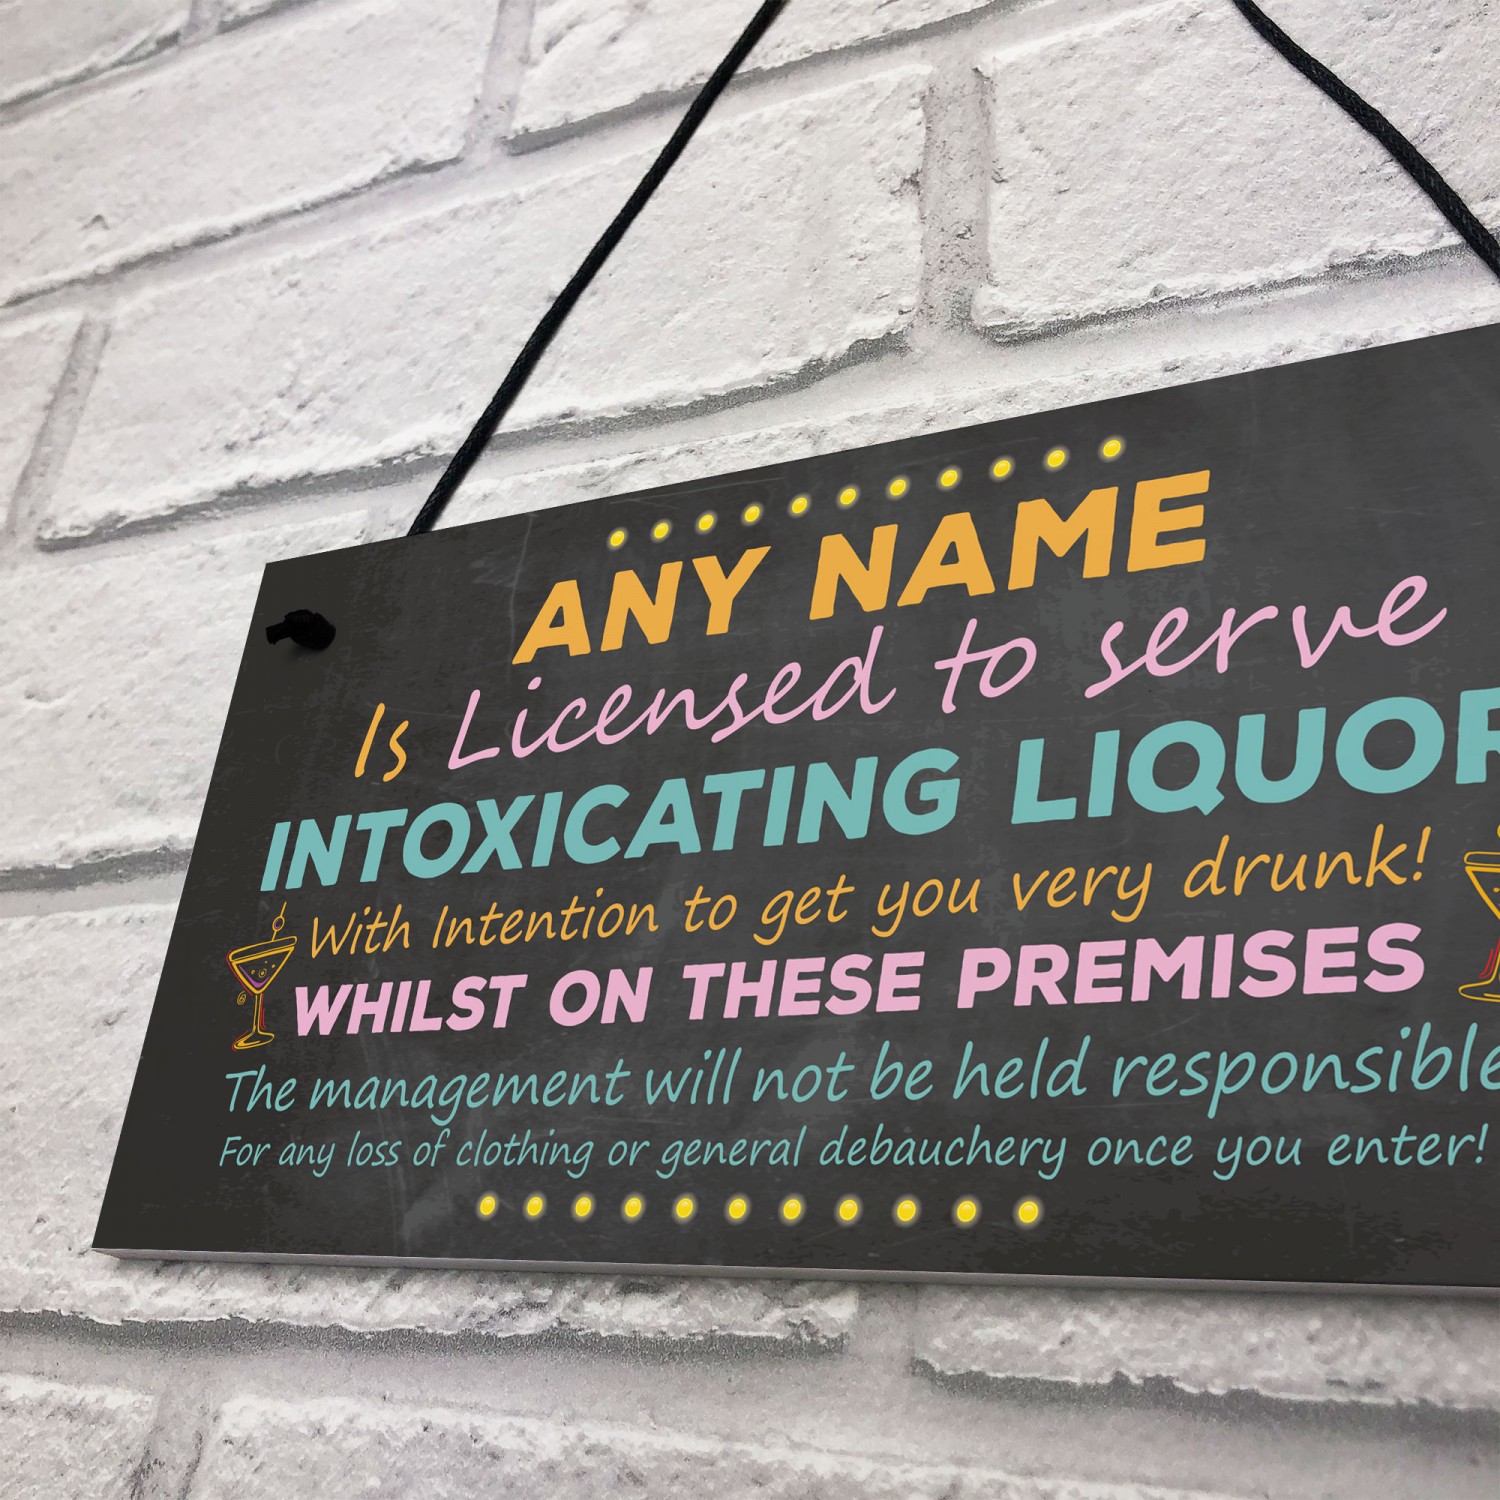 ANY NAME
Is Licensed to serve
INTOXICATING LIQUOR
With Intention to get you very drunk!
WHILST ON THESE PREMISES
The management will not be held responsible
For any loss of clothing or general debauchery once you enter!